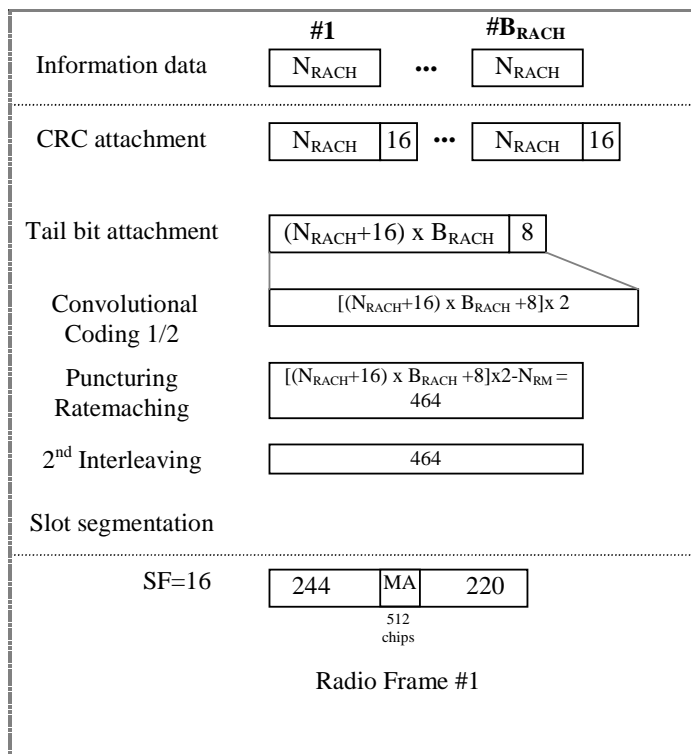 #1 #B_RACH
Information data N_RACH ••• N_RACH
CRC attachment N_RACH 16 ••• N_RACH 16
Tail bit attachment (N_RACH+16) x B_RACH 8
Convolutional
Coding 1/2
[(N_RACH+16) x B_RACH +8]x 2
Puncturing
Ratemaching
[(N_RACH+16) x B_RACH +8]x2-N_RM =
464
2nd Interleaving 464
Slot segmentation
SF=16 244 MA 220
512
chips
Radio Frame #1